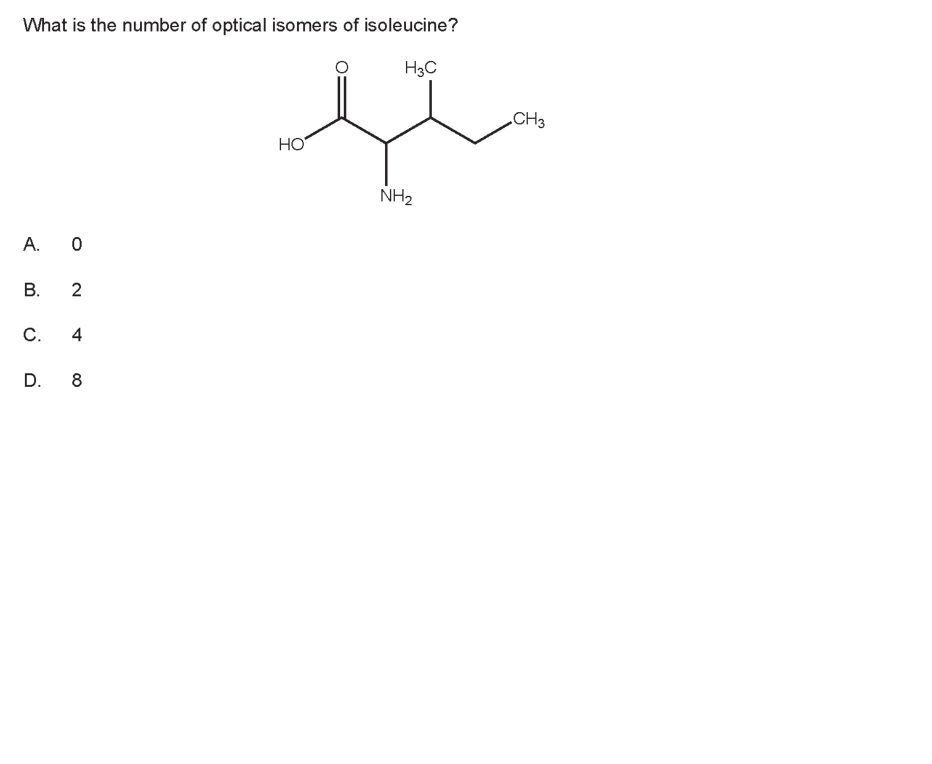 What is the number of optical isomers of isoleucine?
O H₃C
CH₃
HO
NH₂
A. 0
B. 2
C. 4
D. 8